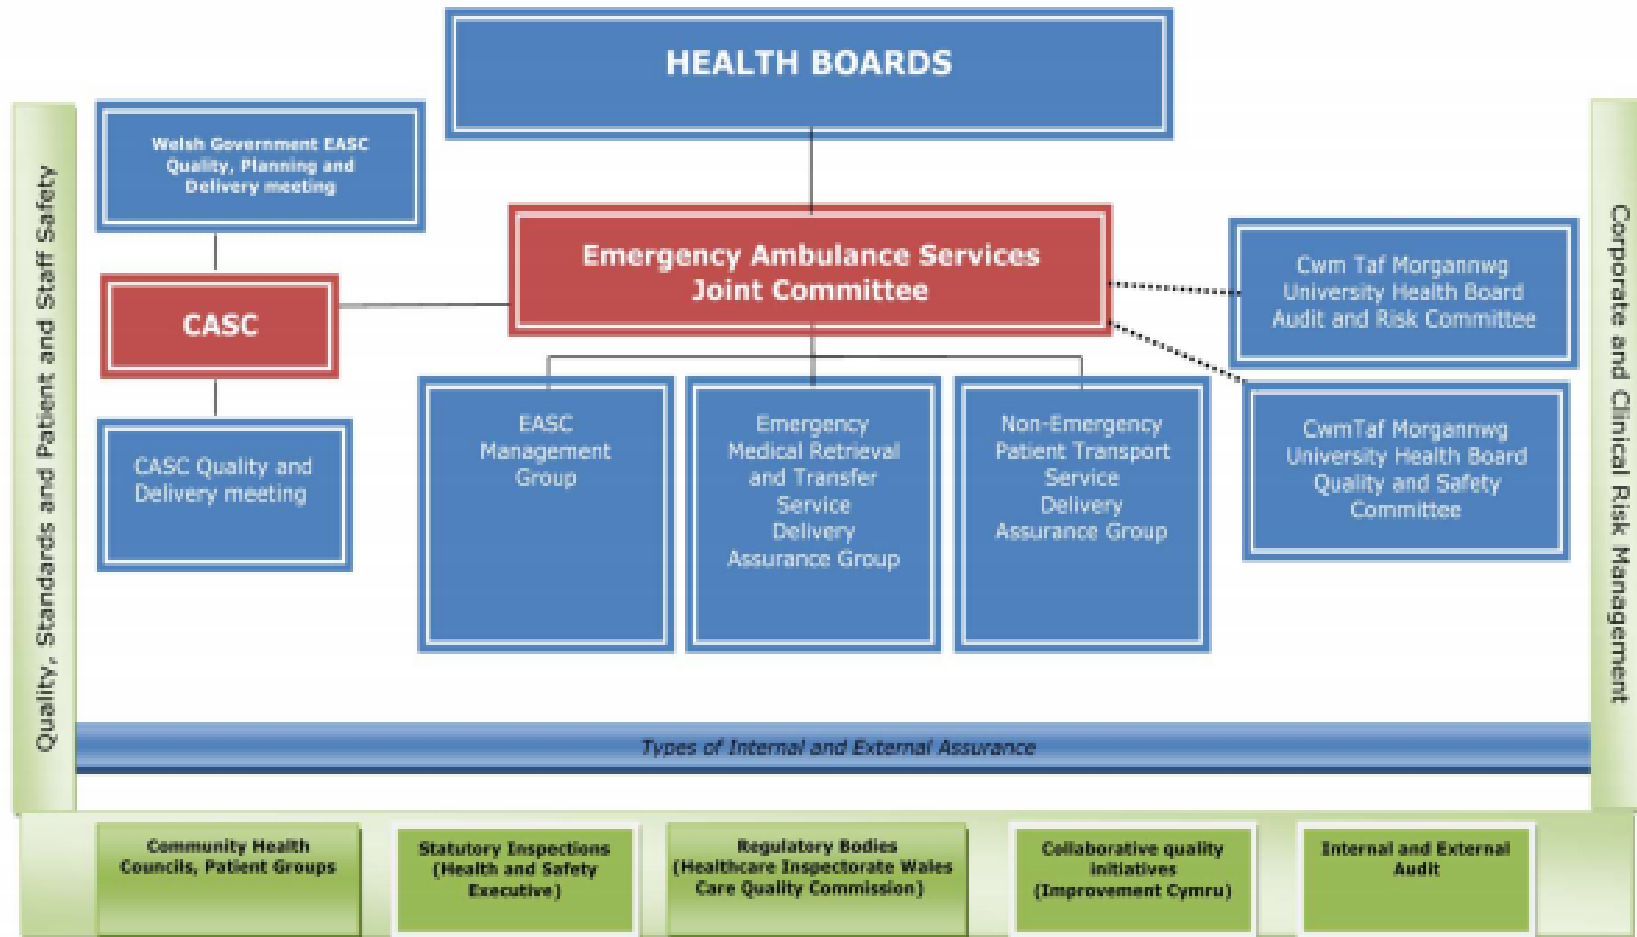 HEALTH BOARDS
Welsh Government EASC
Quality, Planning and
Delivery meeting
Emergency Ambulance Services
Joint Committee
CASC
Cwm Taf Morgannwg
University Health Board
Audit and Risk Committee
CASC Quality and
Delivery meeting
EASC
Management
Group
Emergency
Medical Retrieval
and Transfer
Service
Delivery
Assurance Group
Non-Emergency
Patient Transport
Service
Delivery
Assurance Group
CwmTaf Morgannwg
University Health Board
Quality and Safety
Committee
Quality, Standards and Patient and Staff Safety
Corporate and Clinical Risk Management
Types of Internal and External Assurance
Community Health
Councils, Patient Groups
Statutory Inspections
(Health and Safety
Executive)
Regulatory Bodies
(Healthcare Inspectorate Wales
Care Quality Commission)
Collaborative quality
initiatives
(Improvement Cymru)
Internal and External
Audit